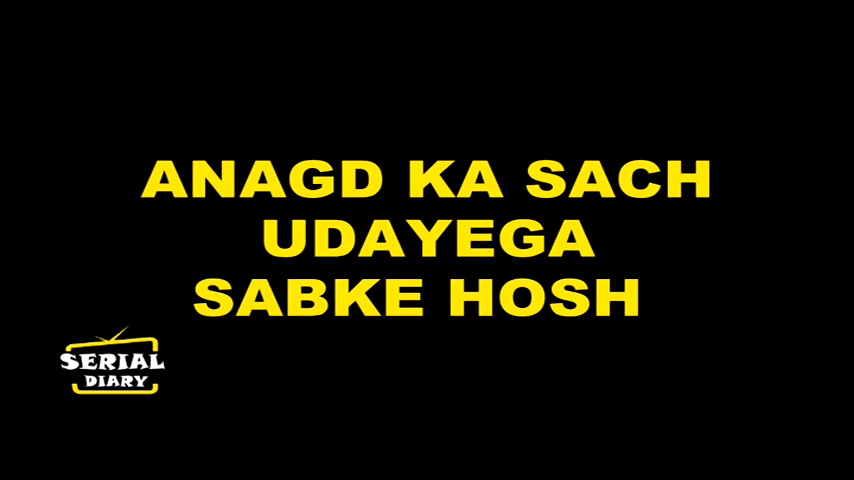 ANAGD KA SACH
UDAYEGA
SABKE HOSH
SERIAL
DIARY